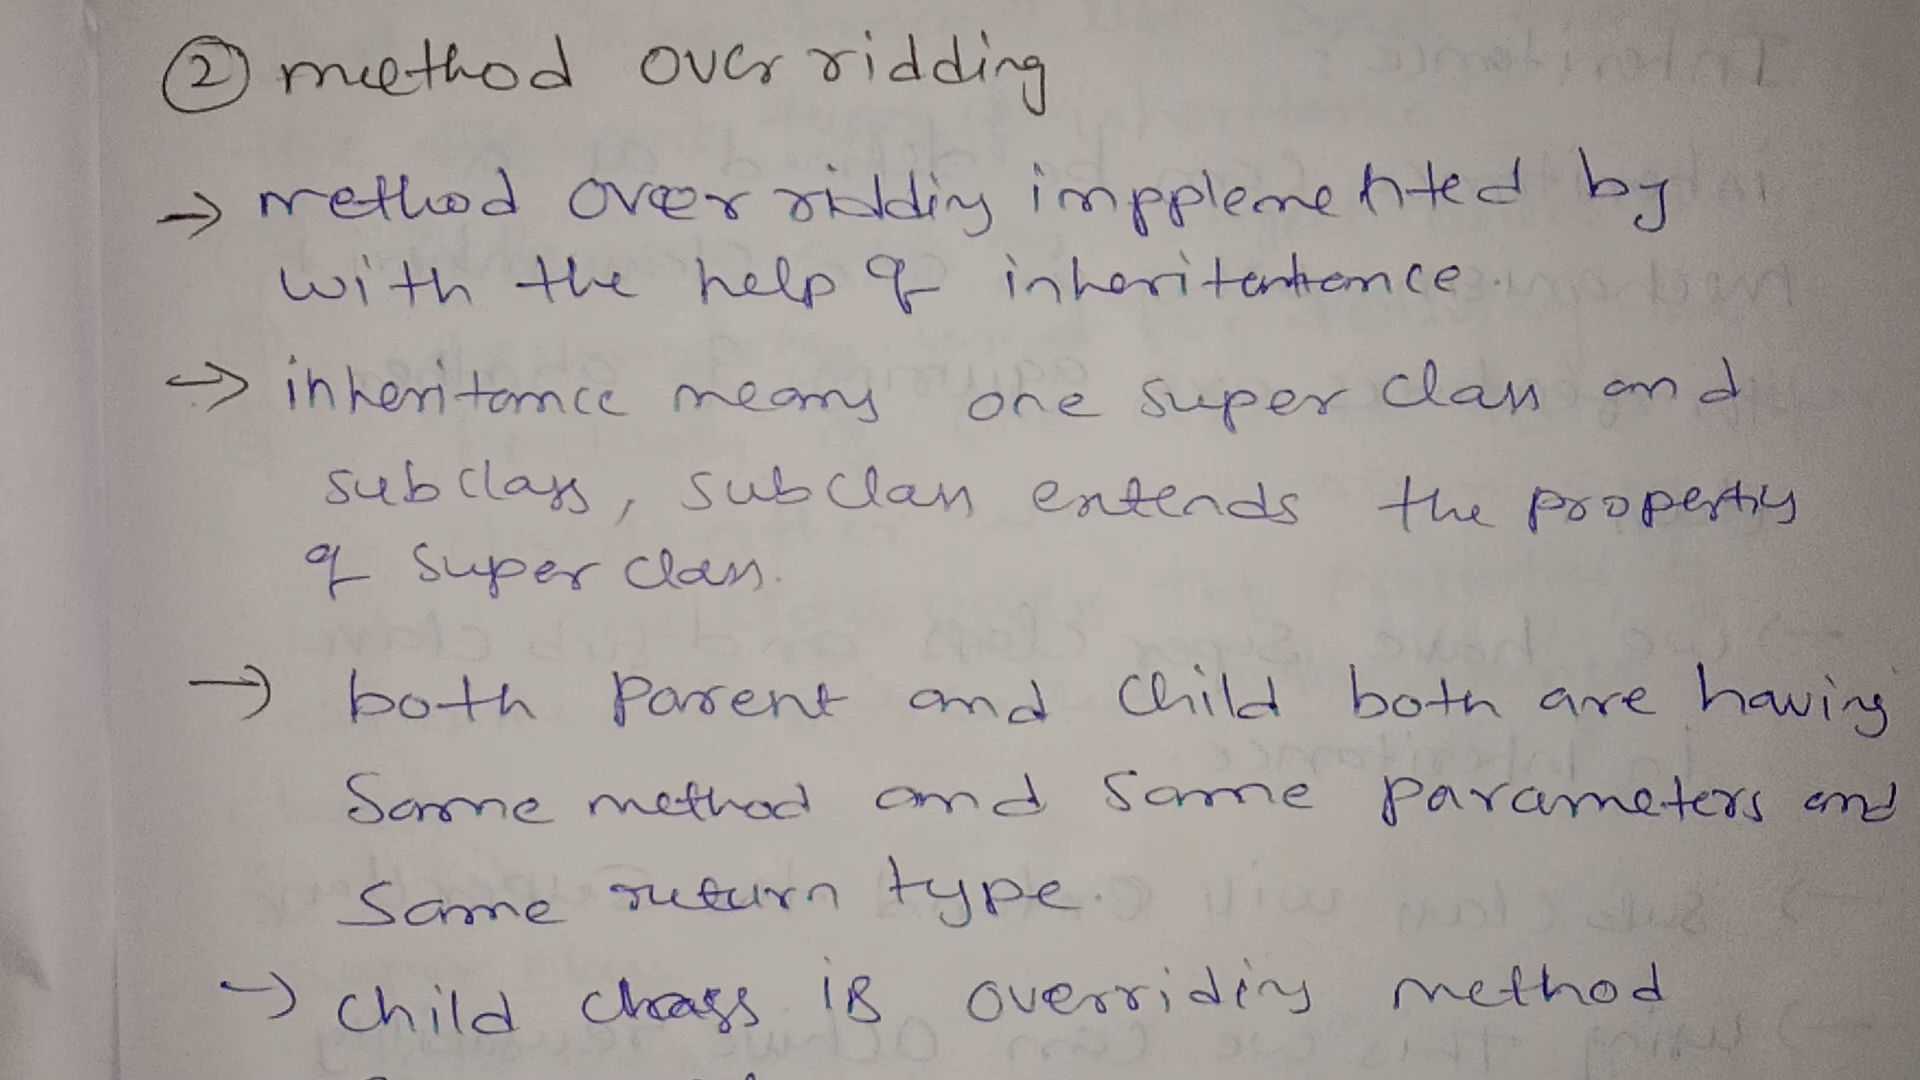 ② method overridding
→ method overridding impplemented by
with the help of inheritentance.
→ inheritance means one super class and
subclass, subclass extends the property
of super class.
→ both parent and child both are having
same method and same parameters and
same return type.
→ child class is overriding method